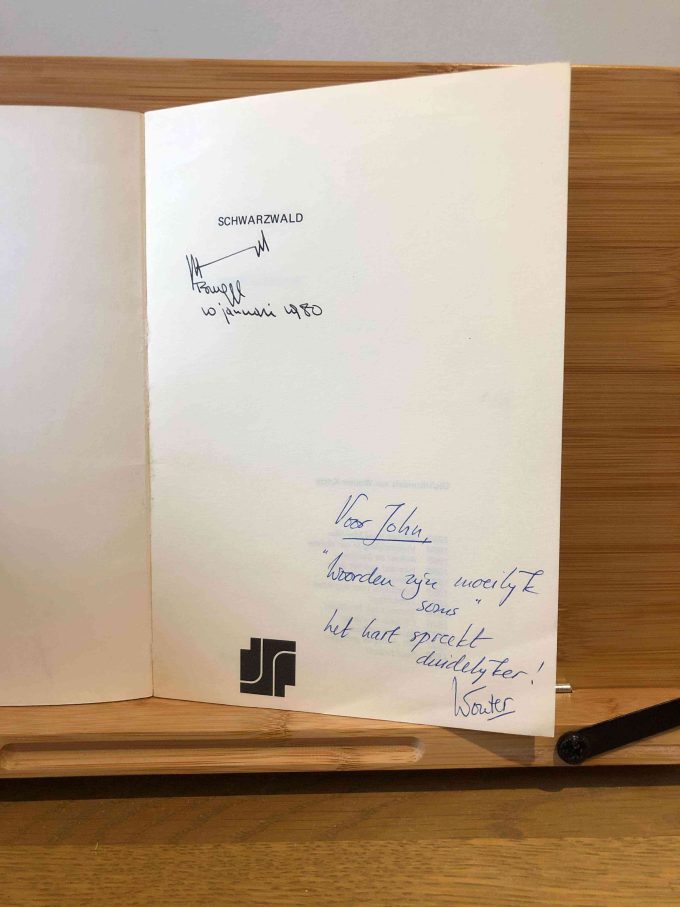 SCHWARZWALD
10 januari 1980
Voor John,
"Woorden zijn moeilijk
soms"
het hart spreekt
duidelijker!
Wouter